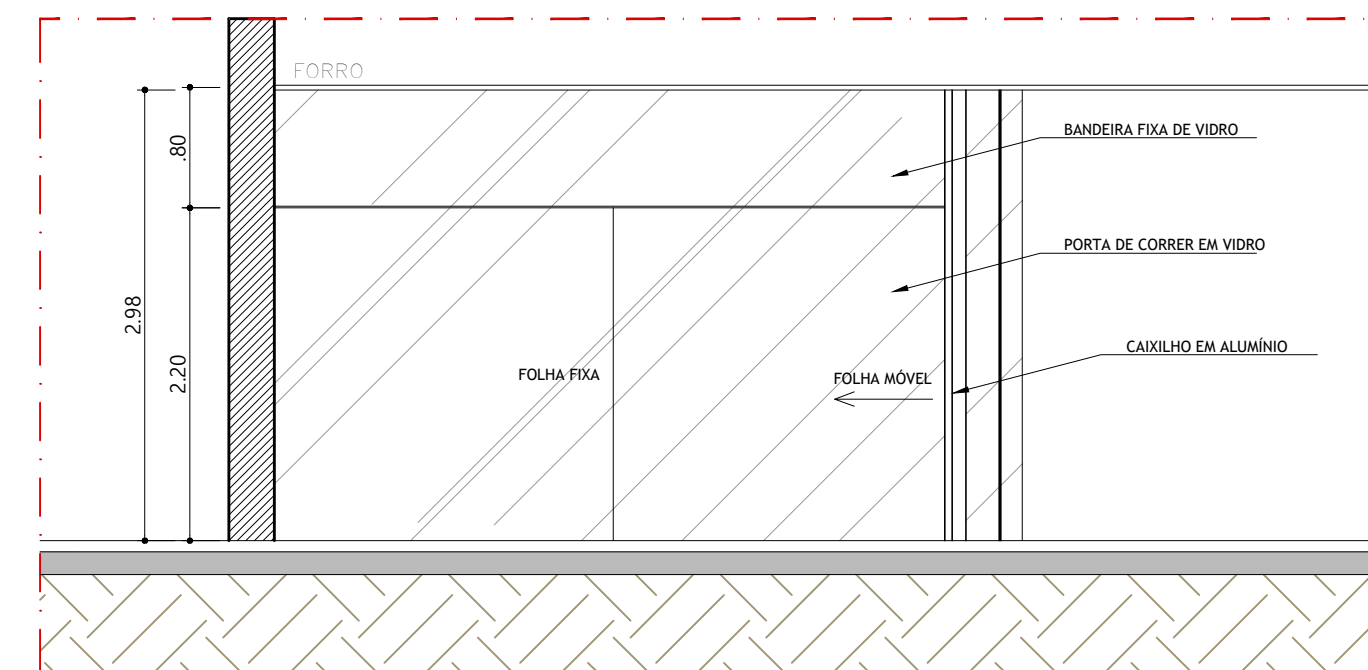 FORRO
BANDEIRA FIXA DE VIDRO
.80
PORTA DE CORRER EM VIDRO
2.98
CAIXILHO EM ALUMÍNIO
2.20
FOLHA FIXA
FOLHA MÓVEL